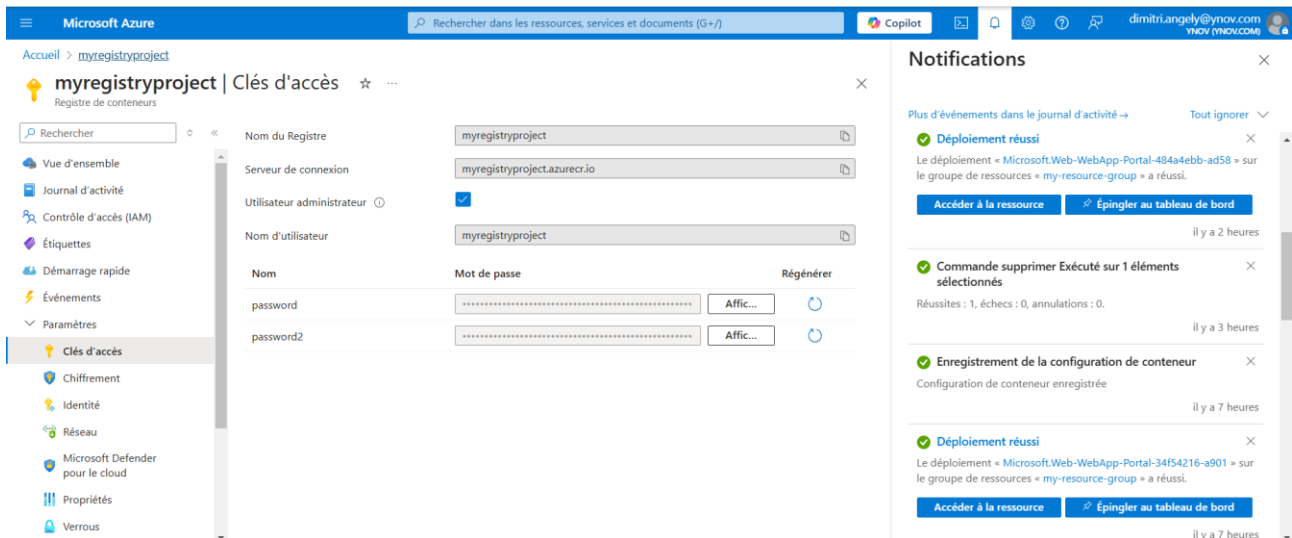 Microsoft Azure
Rechercher dans les ressources, services et documents (G+/)
Copilot
dimitri.angely@ynov.com
YNOV (YNOV.COM)
Accueil > myregistryproject
myregistryproject | Clés d'accès
Registre de conteneurs
Rechercher
Vue d'ensemble
Journal d'activité
Contrôle d'accès (IAM)
Étiquettes
Démarrage rapide
Événements
Paramètres
Clés d'accès
Chiffrement
Identité
Réseau
Microsoft Defender
pour le cloud
Propriétés
Verrous
Nom du Registre myregistryproject
Serveur de connexion myregistryproject.azurecr.io
Utilisateur administrateur
Nom d'utilisateur myregistryproject
Nom Mot de passe Régénérer
password Affic...
password2 Affic...
Notifications
Plus d'événements dans le journal d'activité → Tout ignorer
Déploiement réussi
Le déploiement « Microsoft.Web-WebApp-Portal-484a4ebb-ad58 » sur
le groupe de ressources « my-resource-group » a réussi.
Accéder à la ressource Épingler au tableau de bord
il y a 2 heures
Commande supprimer Exécuté sur 1 éléments
sélectionnés
Réussites : 1, échecs : 0, annulations : 0.
il y a 3 heures
Enregistrement de la configuration de conteneur
Configuration de conteneur enregistrée
il y a 7 heures
Déploiement réussi
Le déploiement « Microsoft.Web-WebApp-Portal-34f54216-a901 » sur
le groupe de ressources « my-resource-group » a réussi.
Accéder à la ressource Épingler au tableau de bord
il y a 7 heures